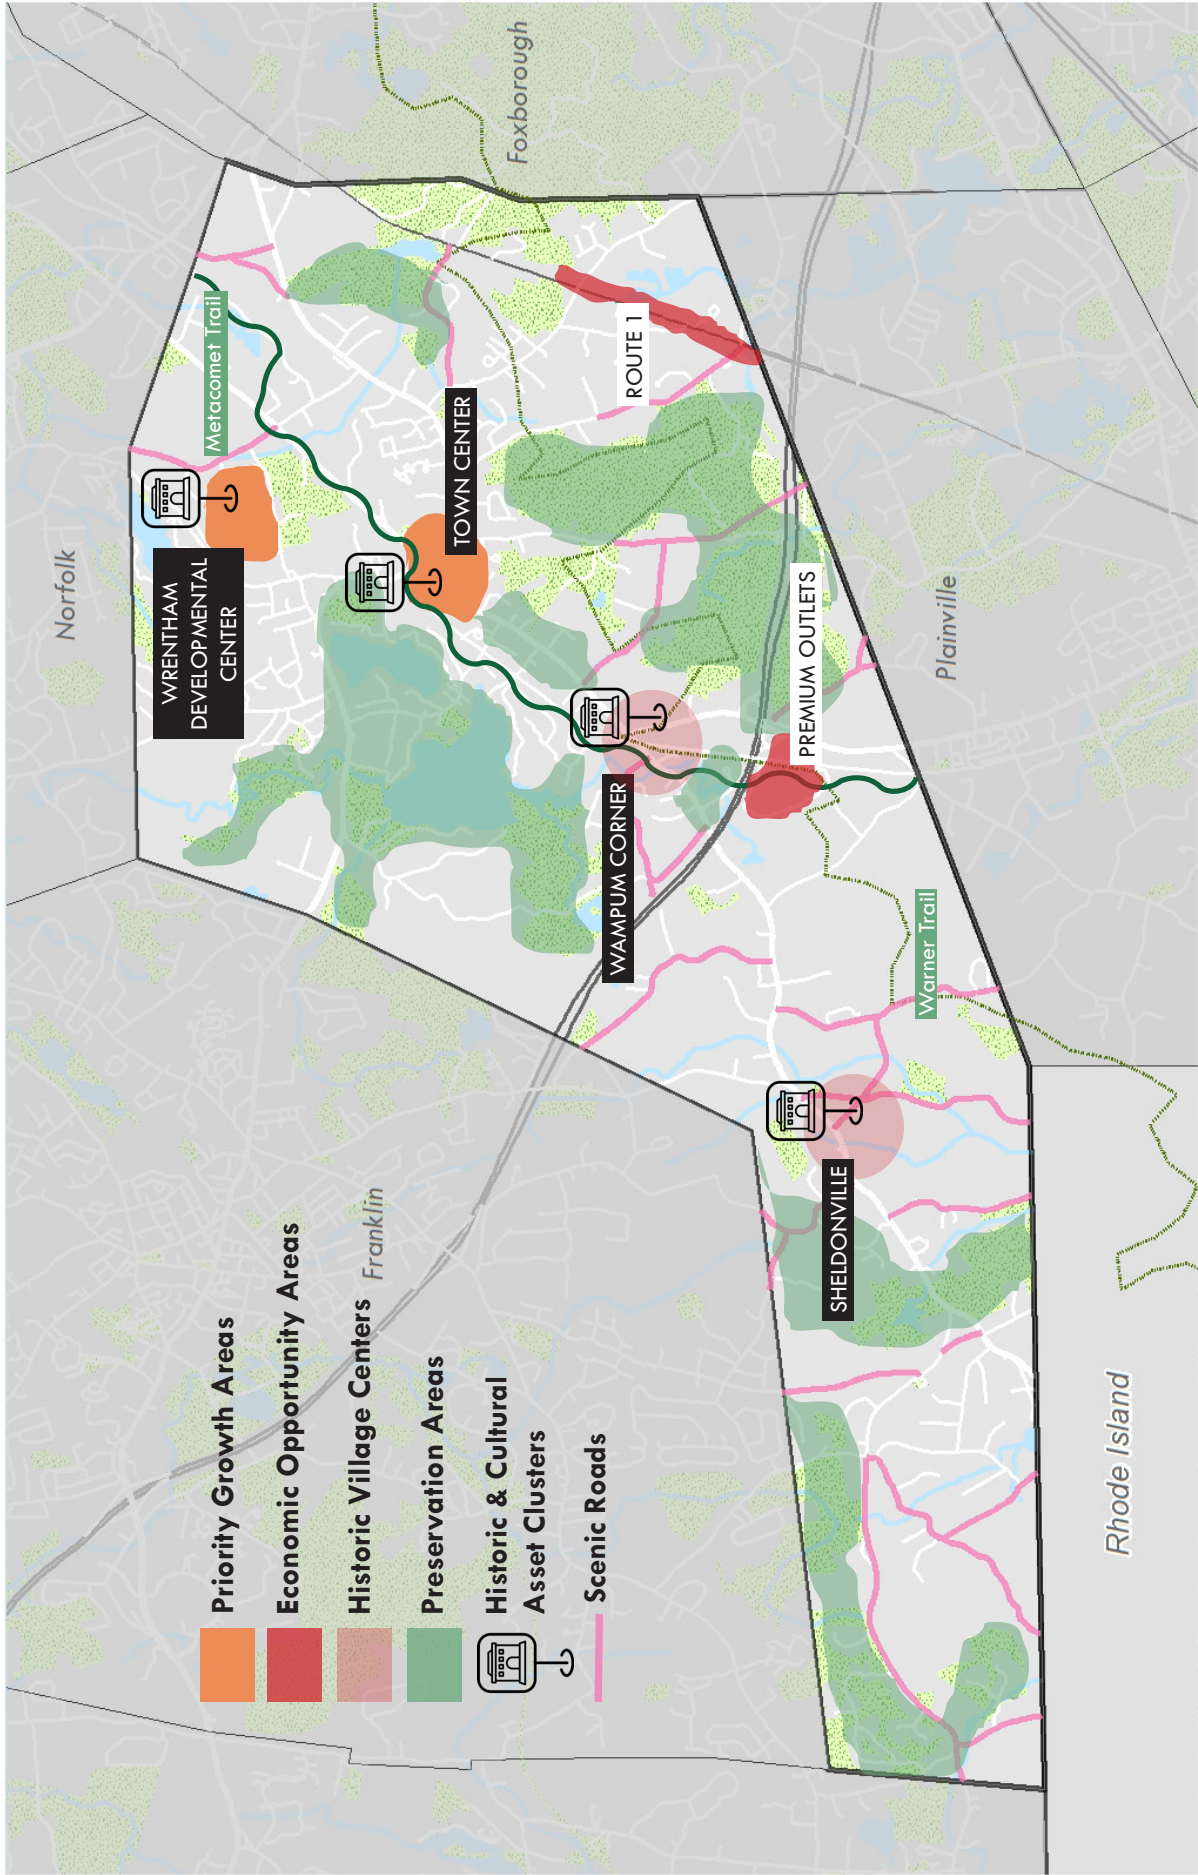 Priority Growth Areas
Economic Opportunity Areas
Historic Village Centers
Preservation Areas
Historic & Cultural
Asset Clusters
Scenic Roads
Norfolk
WRENTHAM
DEVELOPMENTAL
CENTER
Metacomet Trail
Franklin
TOWN CENTER
Foxborough
WAMPUM CORNER
ROUTE 1
PREMIUM OUTLETS
SHELDONVILLE
Warner Trail
Plainville
Rhode Island